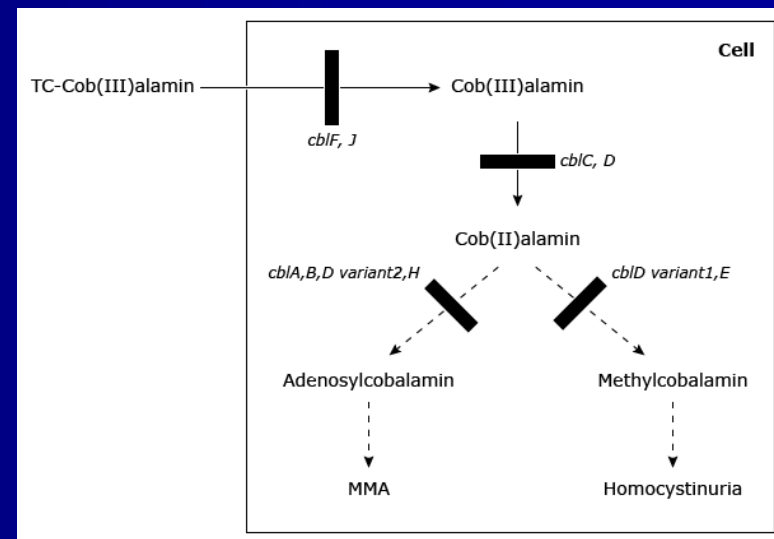 Cell
TC-Cob(III)alamin
Cob(III)alamin
cblF, J
cblC, D
Cob(II)alamin
cblA,B,D variant2,H
cblD variant1,E
Adenosylcobalamin
Methylcobalamin
MMA
Homocystinuria